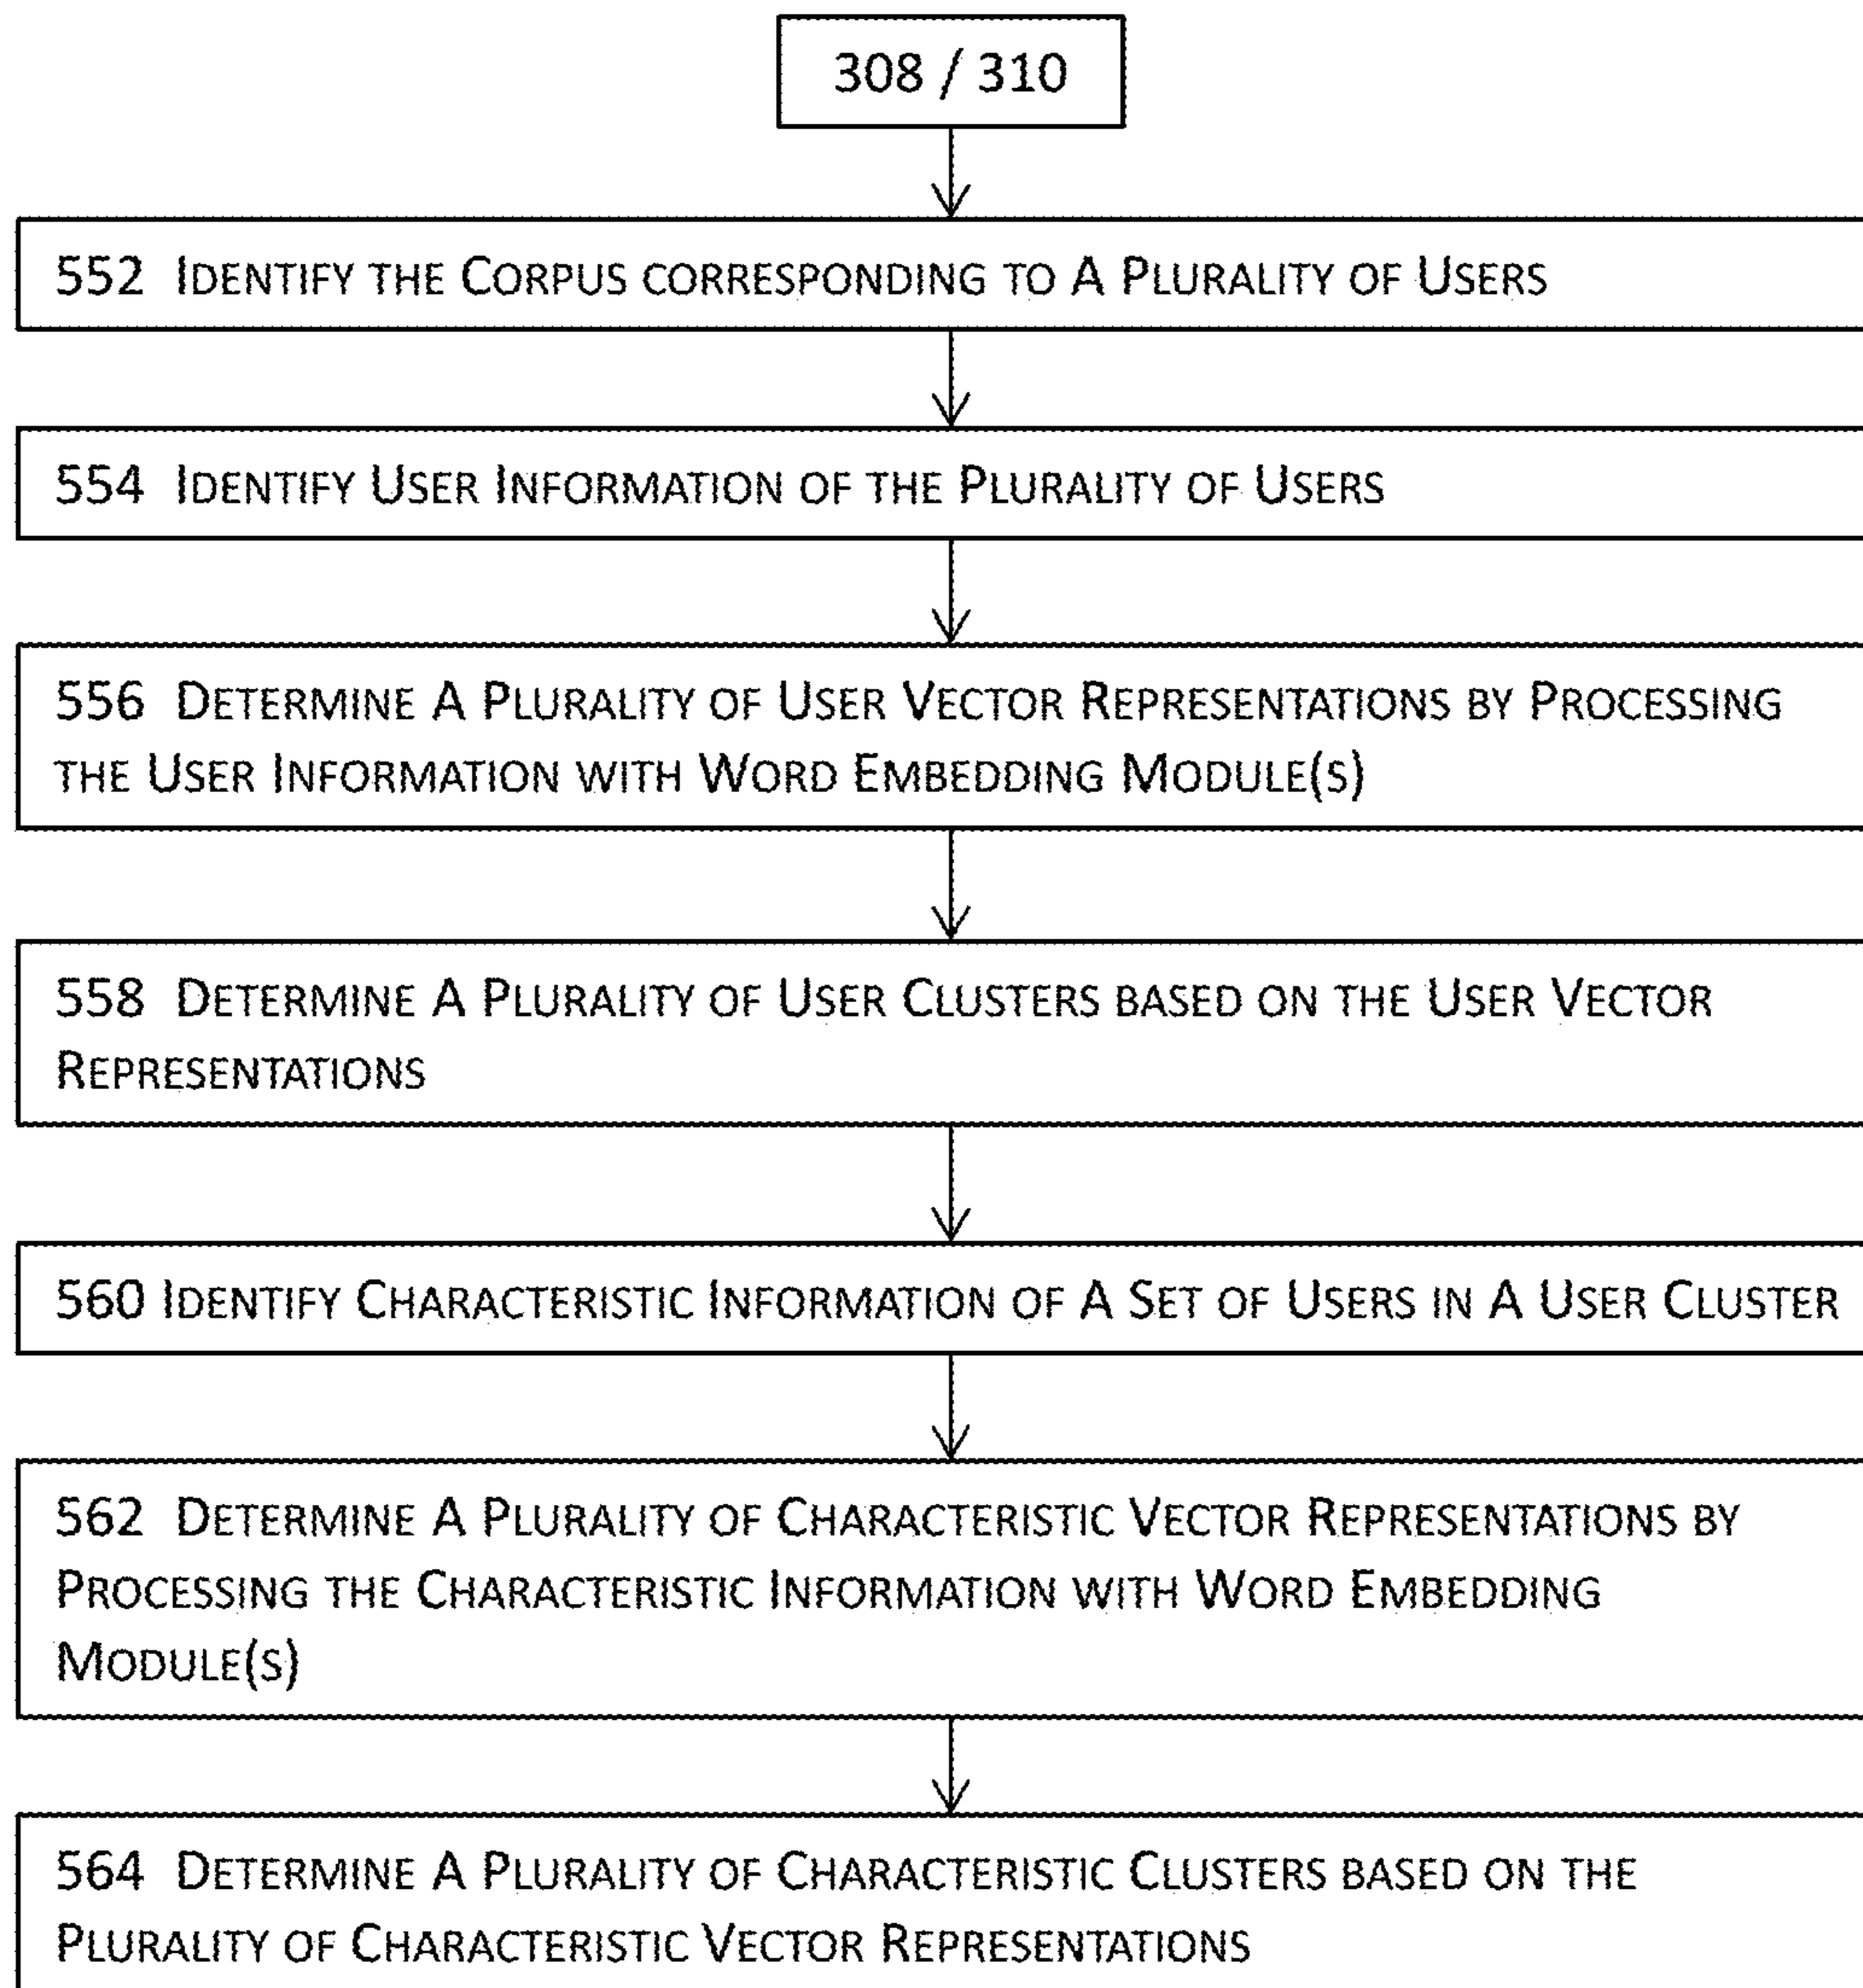 308 / 310
552 Identify the Corpus corresponding to A Plurality of Users
554 Identify User Information of the Plurality of Users
556 Determine A Plurality of User Vector Representations by Processing
the User Information with Word Embedding Module(s)
558 Determine A Plurality of User Clusters based on the User Vector
Representations
560 Identify Characteristic Information of A Set of Users in A User Cluster
562 Determine A Plurality of Characteristic Vector Representations by
Processing the Characteristic Information with Word Embedding
Module(s)
564 Determine A Plurality of Characteristic Clusters based on the
Plurality of Characteristic Vector Representations